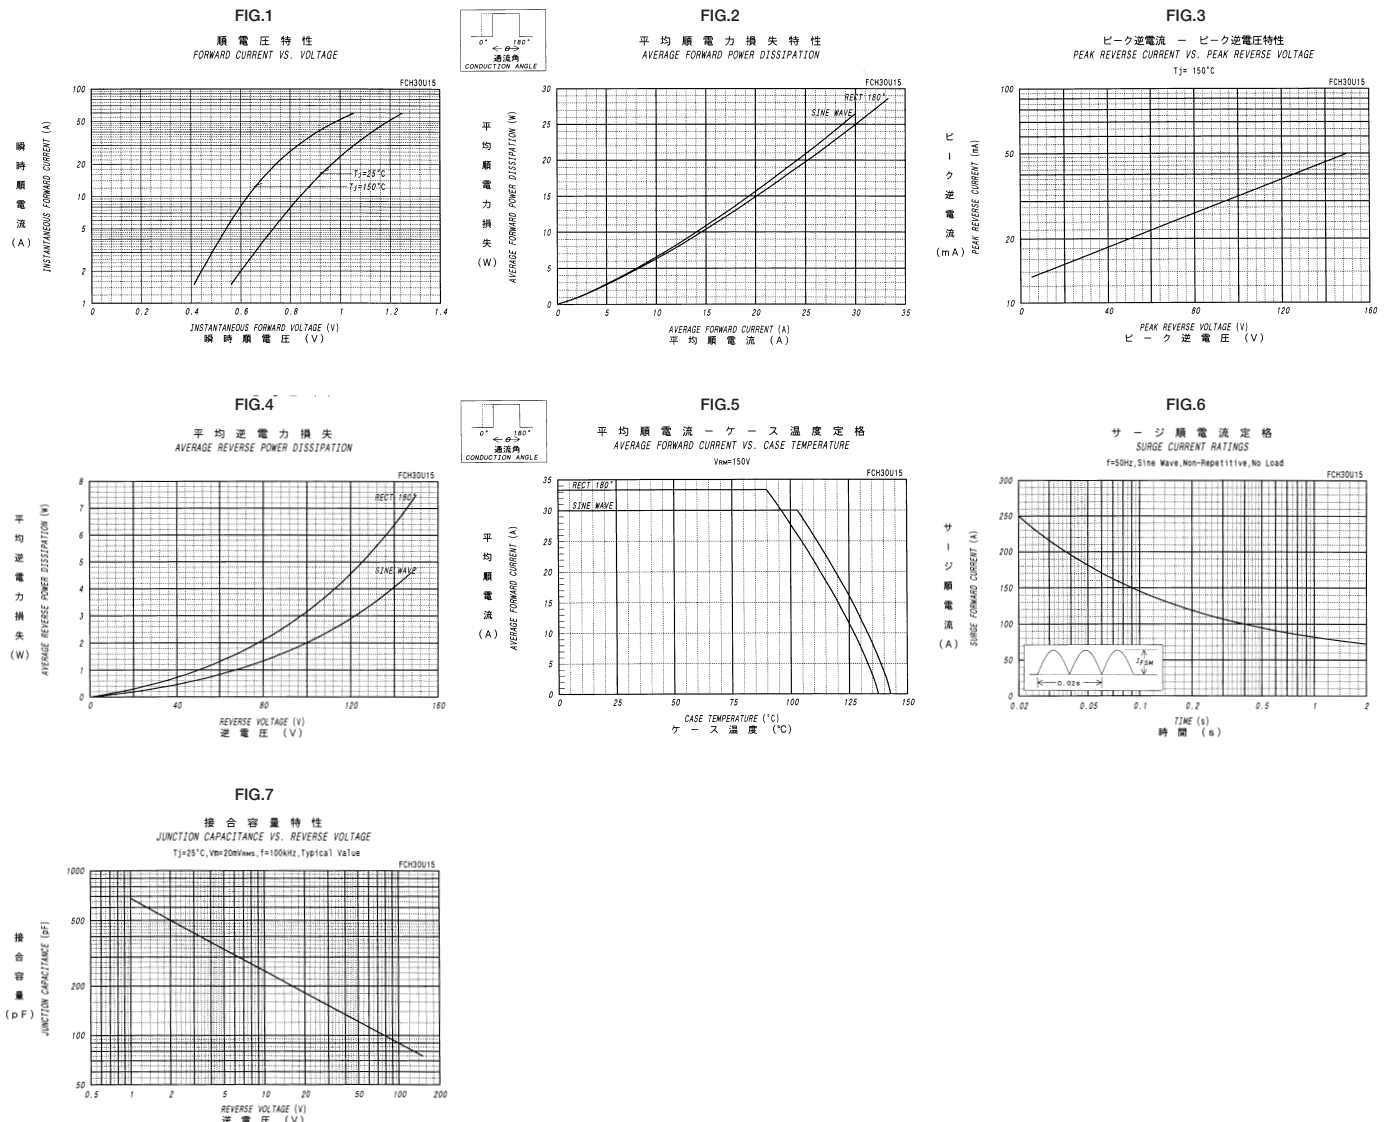 FIG.1
順電圧特性
FORWARD CURRENT VS. VOLTAGE
FCH30U15
瞬時順電流 (A)
INSTANTANEOUS FORWARD CURRENT (A)
100
50
20
10
5
2
1
Tj=25°C
Tj=150°C
0 0.2 0.4 0.6 0.8 1 1.2 1.4
INSTANTANEOUS FORWARD VOLTAGE (V)
瞬時順電圧 (V)
0° 180°
θ
通流角
CONDUCTION ANGLE
FIG.2
平均順電力損失特性
AVERAGE FORWARD POWER DISSIPATION
FCH30U15
平均順電力損失 (W)
AVERAGE FORWARD POWER DISSIPATION (W)
30
25
20
15
10
5
0
RECT 180°
SINE WAVE
0 5 10 15 20 25 30 35
AVERAGE FORWARD CURRENT (A)
平均順電流 (A)
FIG.3
ピーク逆電流 － ピーク逆電圧特性
PEAK REVERSE CURRENT VS. PEAK REVERSE VOLTAGE
Tj= 150°C
FCH30U15
ピーク逆電流 (mA)
PEAK REVERSE CURRENT (mA)
100
50
20
10
0 40 80 120 160
PEAK REVERSE VOLTAGE (V)
ピーク逆電圧 (V)
FIG.4
平均逆電力損失
AVERAGE REVERSE POWER DISSIPATION
FCH30U15
平均逆電力損失 (W)
AVERAGE REVERSE POWER DISSIPATION (W)
8
7
6
5
4
3
2
1
0
RECT 180°
SINE WAVE
0 40 80 120 160
REVERSE VOLTAGE (V)
逆電圧 (V)
0° 180°
θ
通流角
CONDUCTION ANGLE
FIG.5
平均順電流－ケース温度定格
AVERAGE FORWARD CURRENT VS. CASE TEMPERATURE
VRM=150V
FCH30U15
平均順電流 (A)
AVERAGE FORWARD CURRENT (A)
35
30
25
20
15
10
5
0
RECT 180°
SINE WAVE
0 25 50 75 100 125 150
CASE TEMPERATURE (°C)
ケース温度 (℃)
FIG.6
サージ順電流定格
SURGE CURRENT RATINGS
f=50Hz,Sine Wave,Non-Repetitive,No Load
FCH30U15
サージ順電流 (A)
SURGE FORWARD CURRENT (A)
300
250
200
150
100
50
0
IFSM
0.02s
0.02 0.05 0.1 0.2 0.5 1 2
TIME (s)
時間 (s)
FIG.7
接合容量特性
JUNCTION CAPACITANCE VS. REVERSE VOLTAGE
Tj=25°C,Vm=20mVRMS,f=100kHz,Typical Value
FCH30U15
接合容量 (pF)
JUNCTION CAPACITANCE (pF)
1000
500
200
100
50
0.5 1 2 5 10 20 50 100 200
REVERSE VOLTAGE (V)
逆電圧 (V)